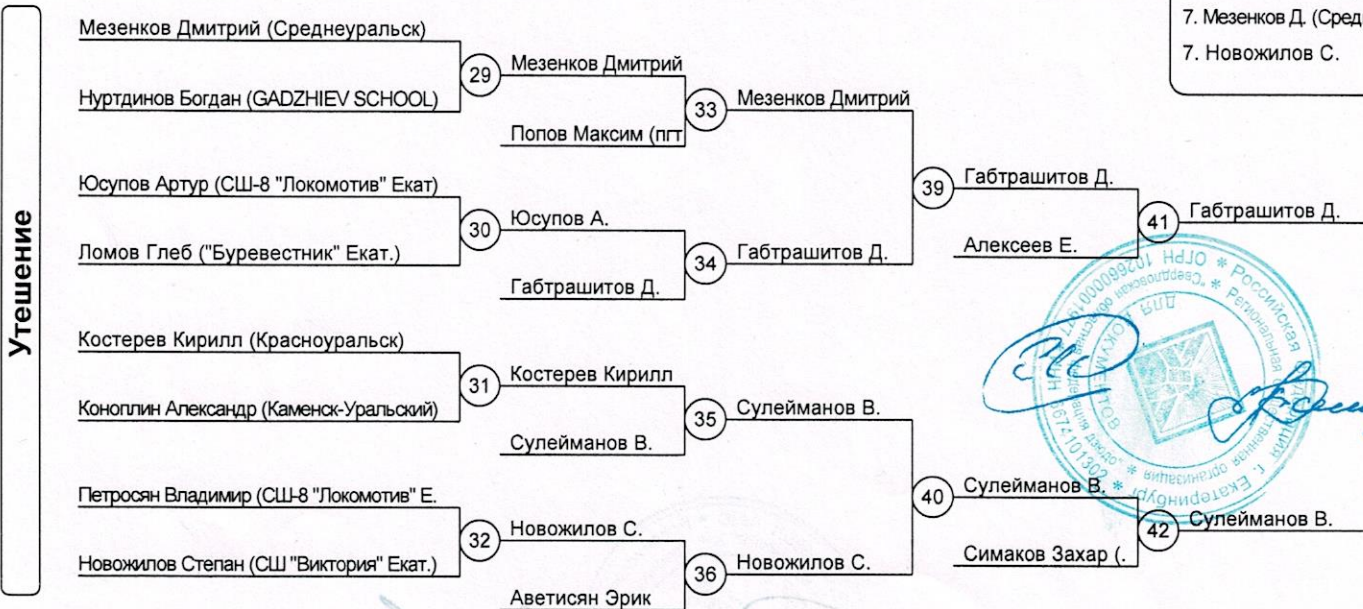 7. Мезенков Д. (Сред
7. Новожилов С.
Утешение
Мезенков Дмитрий (Среднеуральск)
29
Мезенков Дмитрий
Нуртдинов Богдан (GADZHIEV SCHOOL)
33
Мезенков Дмитрий
Попов Максим (пгт
Юсупов Артур (СШ-8 "Локомотив" Екат)
39
Габтрашитов Д.
30
Юсупов А.
41
Габтрашитов Д.
Ломов Глеб ("Буревестник" Екат.)
34
Габтрашитов Д.
Алексеев Е.
Габтрашитов Д.
Костерев Кирилл (Красноуральск)
31
Костерев Кирилл
Коноплин Александр (Каменск-Уральский)
35
Сулейманов В.
Сулейманов В.
Петросян Владимир (СШ-8 "Локомотив" Е.
40
Сулейманов В.
32
Новожилов С.
42
Сулейманов В.
Новожилов Степан (СШ "Виктория" Екат.)
36
Новожилов С.
Симаков Захар (.
Аветисян Эрик
Российская
г. Екатеринбург
ДЛЯ
ДОКУМЕНТОВ